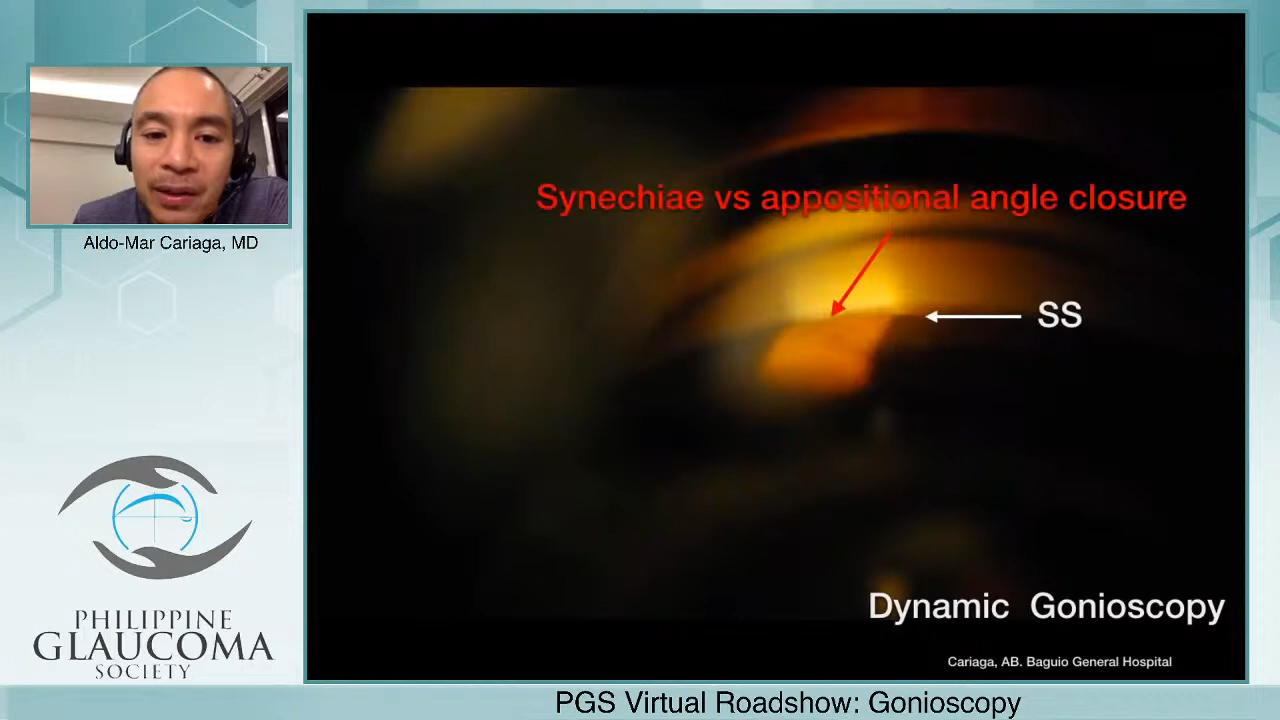 Aldo-Mar Cariaga, MD
PHILIPPINE
GLAUCOMA
SOCIETY
Synechiae vs appositional angle closure
SS
Dynamic Gonioscopy
Cariaga, AB. Baguio General Hospital
PGS Virtual Roadshow: Gonioscopy